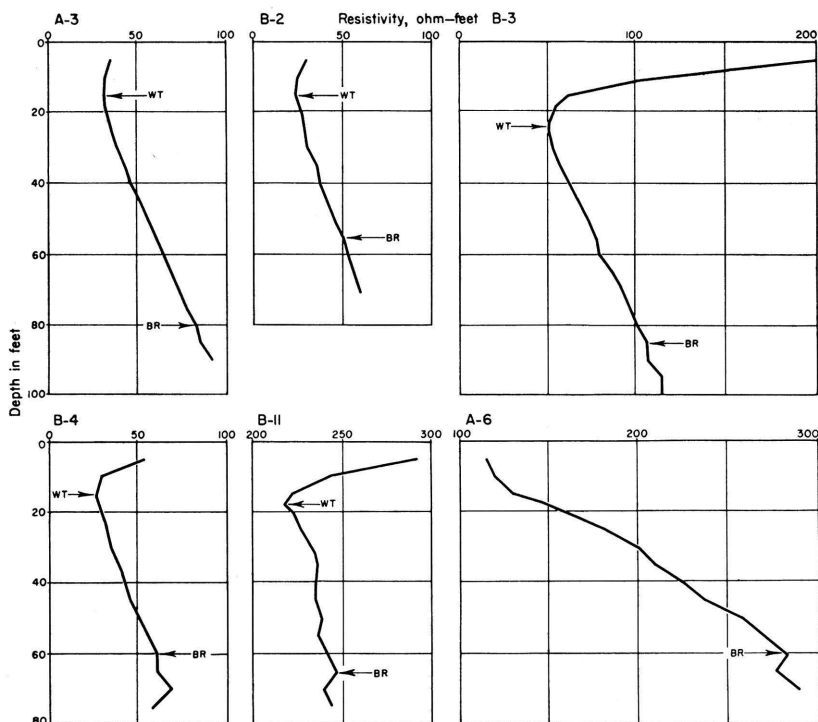 A-3 B-2 Resistivity, ohm-feet B-3
0 50 100 0 50 100 0 100 200
0
20
40
60
80
100
WT
BR
WT
BR
WT
BR
Depth in feet
B-4 B-11 A-6
0 50 100 200 250 300 100 200 300
0
20
40
60
80
WT
BR
WT
BR
BR